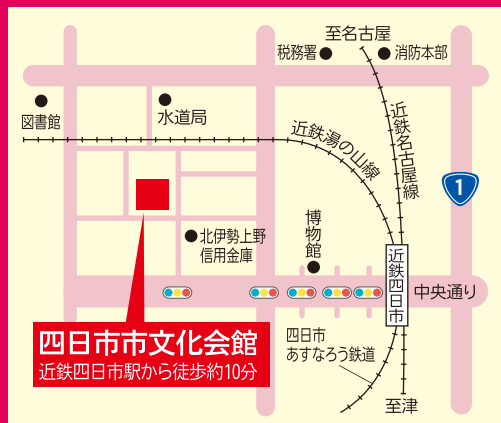 至名古屋
税務署
消防本部
図書館
水道局
近鉄湯の山線
近鉄名古屋線
1
北伊勢上野
信用金庫
博物館
近鉄四日市
中央通り
四日市市文化会館
近鉄四日市駅から徒歩約10分
四日市
あすなろう鉄道
至津